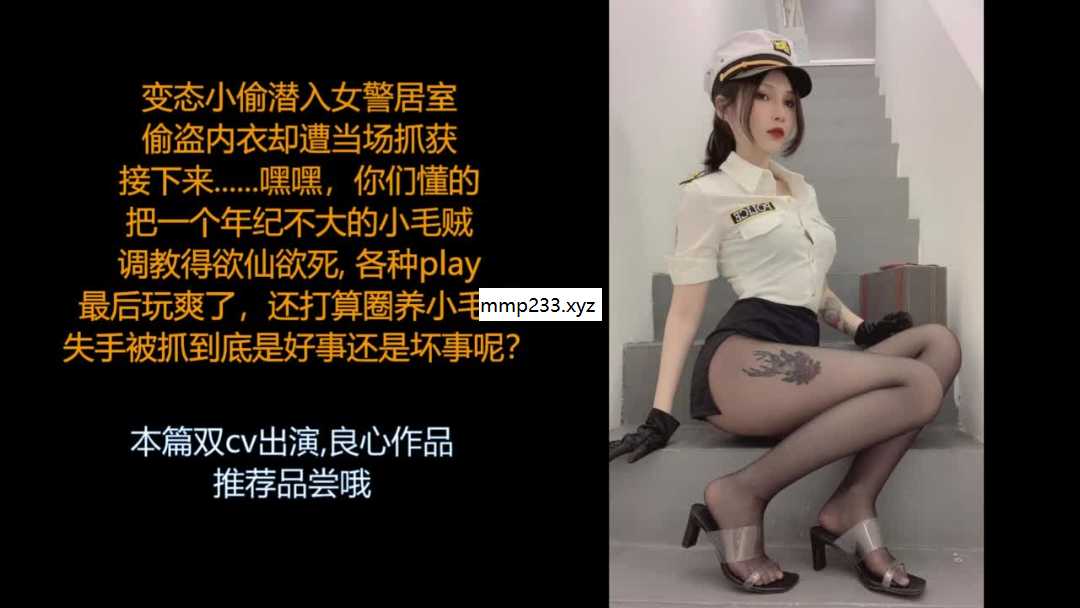 变态小偷潜入女警居室
偷盗内衣却遭当场抓获
接下来......嘿嘿，你们懂的
把一个年纪不大的小毛贼
调教得欲仙欲死, 各种play
最后玩爽了，还打算圈养小毛
mmp233.xyz
失手被抓到底是好事还是坏事呢？
本篇双cv出演,良心作品
推荐品尝哦
POLICE